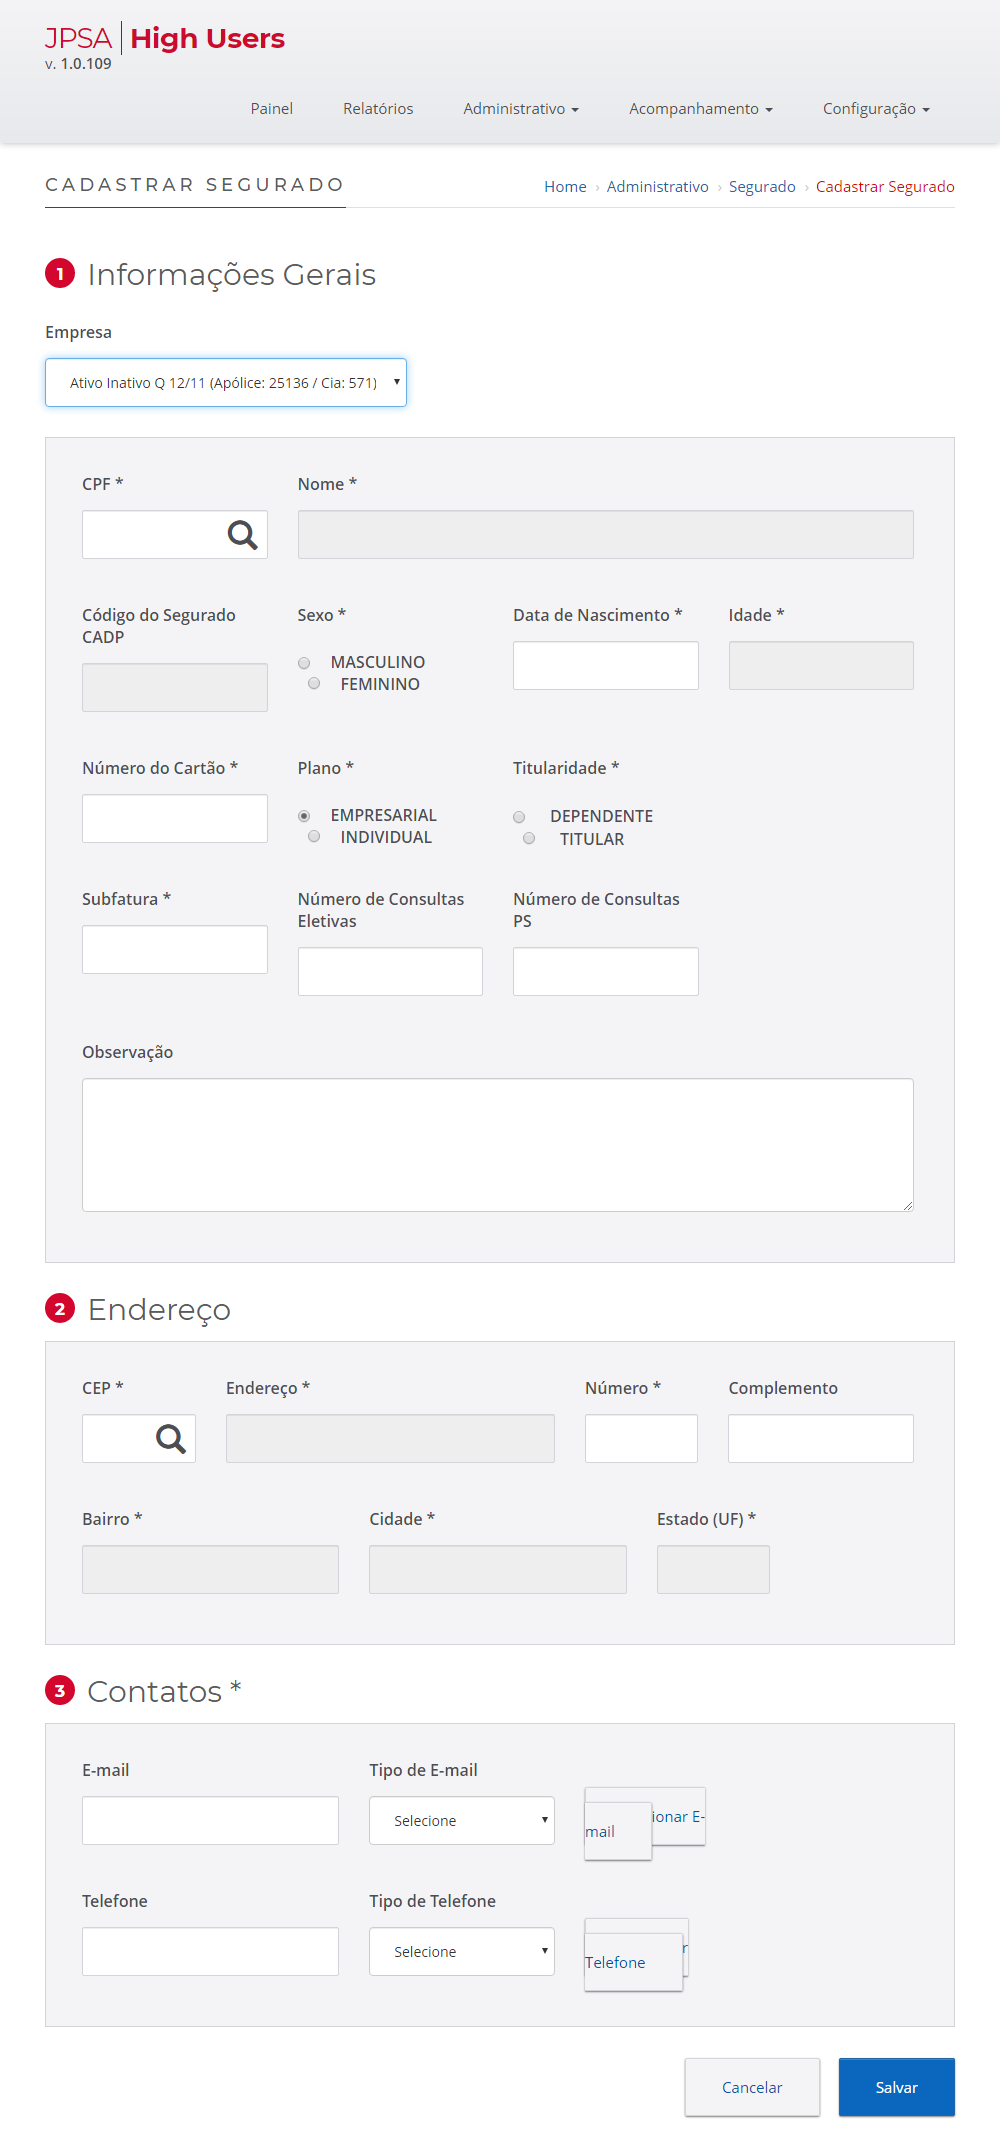 JPSA High Users
v. 1.0.109
Painel Relatórios Administrativo Acompanhamento Configuração
CADASTRAR SEGURADO
Home › Administrativo › Segurado › Cadastrar Segurado
1 Informações Gerais
Empresa
Ativo Inativo Q 12/11 (Apólice: 25136 / Cia: 571)
CPF * Nome *
Código do Segurado CADP Sexo * Data de Nascimento * Idade *
MASCULINO
FEMININO
Número do Cartão * Plano * Titularidade *
EMPRESARIAL DEPENDENTE
INDIVIDUAL TITULAR
Subfatura * Número de Consultas Eletivas Número de Consultas PS
Observação
2 Endereço
CEP * Endereço * Número * Complemento
Bairro * Cidade * Estado (UF) *
3 Contatos *
E-mail Tipo de E-mail
Selecione ionar E-
mail
Telefone Tipo de Telefone
Selecione r
Telefone
Cancelar Salvar